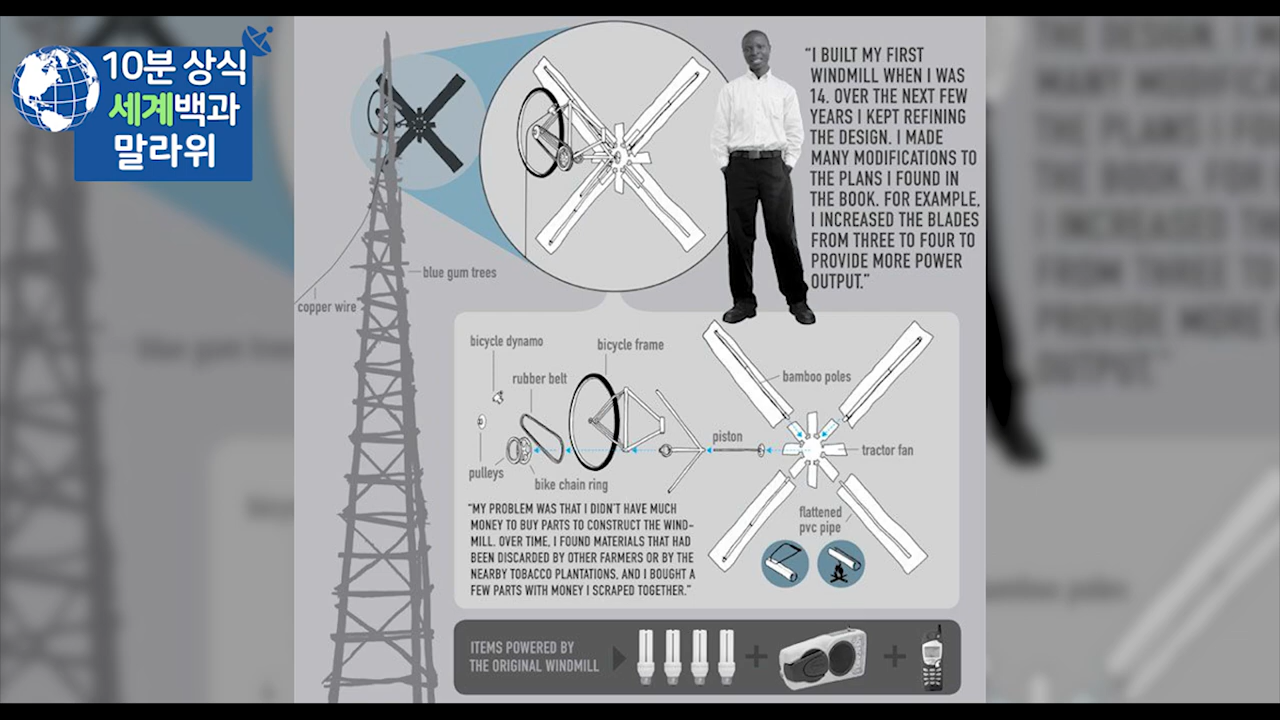 10분 상식
세계백과
말라위
"I BUILT MY FIRST
WINDMILL WHEN I WAS
14. OVER THE NEXT FEW
YEARS I KEPT REFINING
THE DESIGN. I MADE
MANY MODIFICATIONS TO
THE PLANS I FOUND IN
THE BOOK. FOR EXAMPLE,
I INCREASED THE BLADES
FROM THREE TO FOUR TO
PROVIDE MORE POWER
OUTPUT."
blue gum trees
copper wire
bicycle dynamo
bicycle frame
rubber belt
bamboo poles
piston
tractor fan
pulleys
bike chain ring
flattened
pvc pipe
"MY PROBLEM WAS THAT I DIDN'T HAVE MUCH
MONEY TO BUY PARTS TO CONSTRUCT THE WIND-
MILL. OVER TIME, I FOUND MATERIALS THAT HAD
BEEN DISCARDED BY OTHER FARMERS OR BY THE
NEARBY TOBACCO PLANTATIONS, AND I BOUGHT A
FEW PARTS WITH MONEY I SCRAPED TOGETHER."
ITEMS POWERED BY
THE ORIGINAL WINDMILL